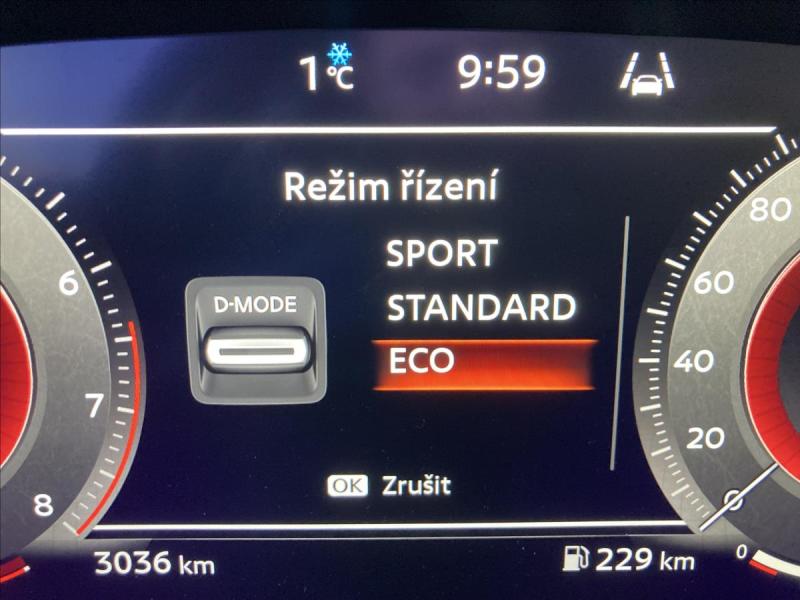 1 °C
9:59
Režim řízení
SPORT
D-MODE
STANDARD
ECO
OK Zrušit
6
7
8
80
60
40
20
0
3036 km
229 km
0